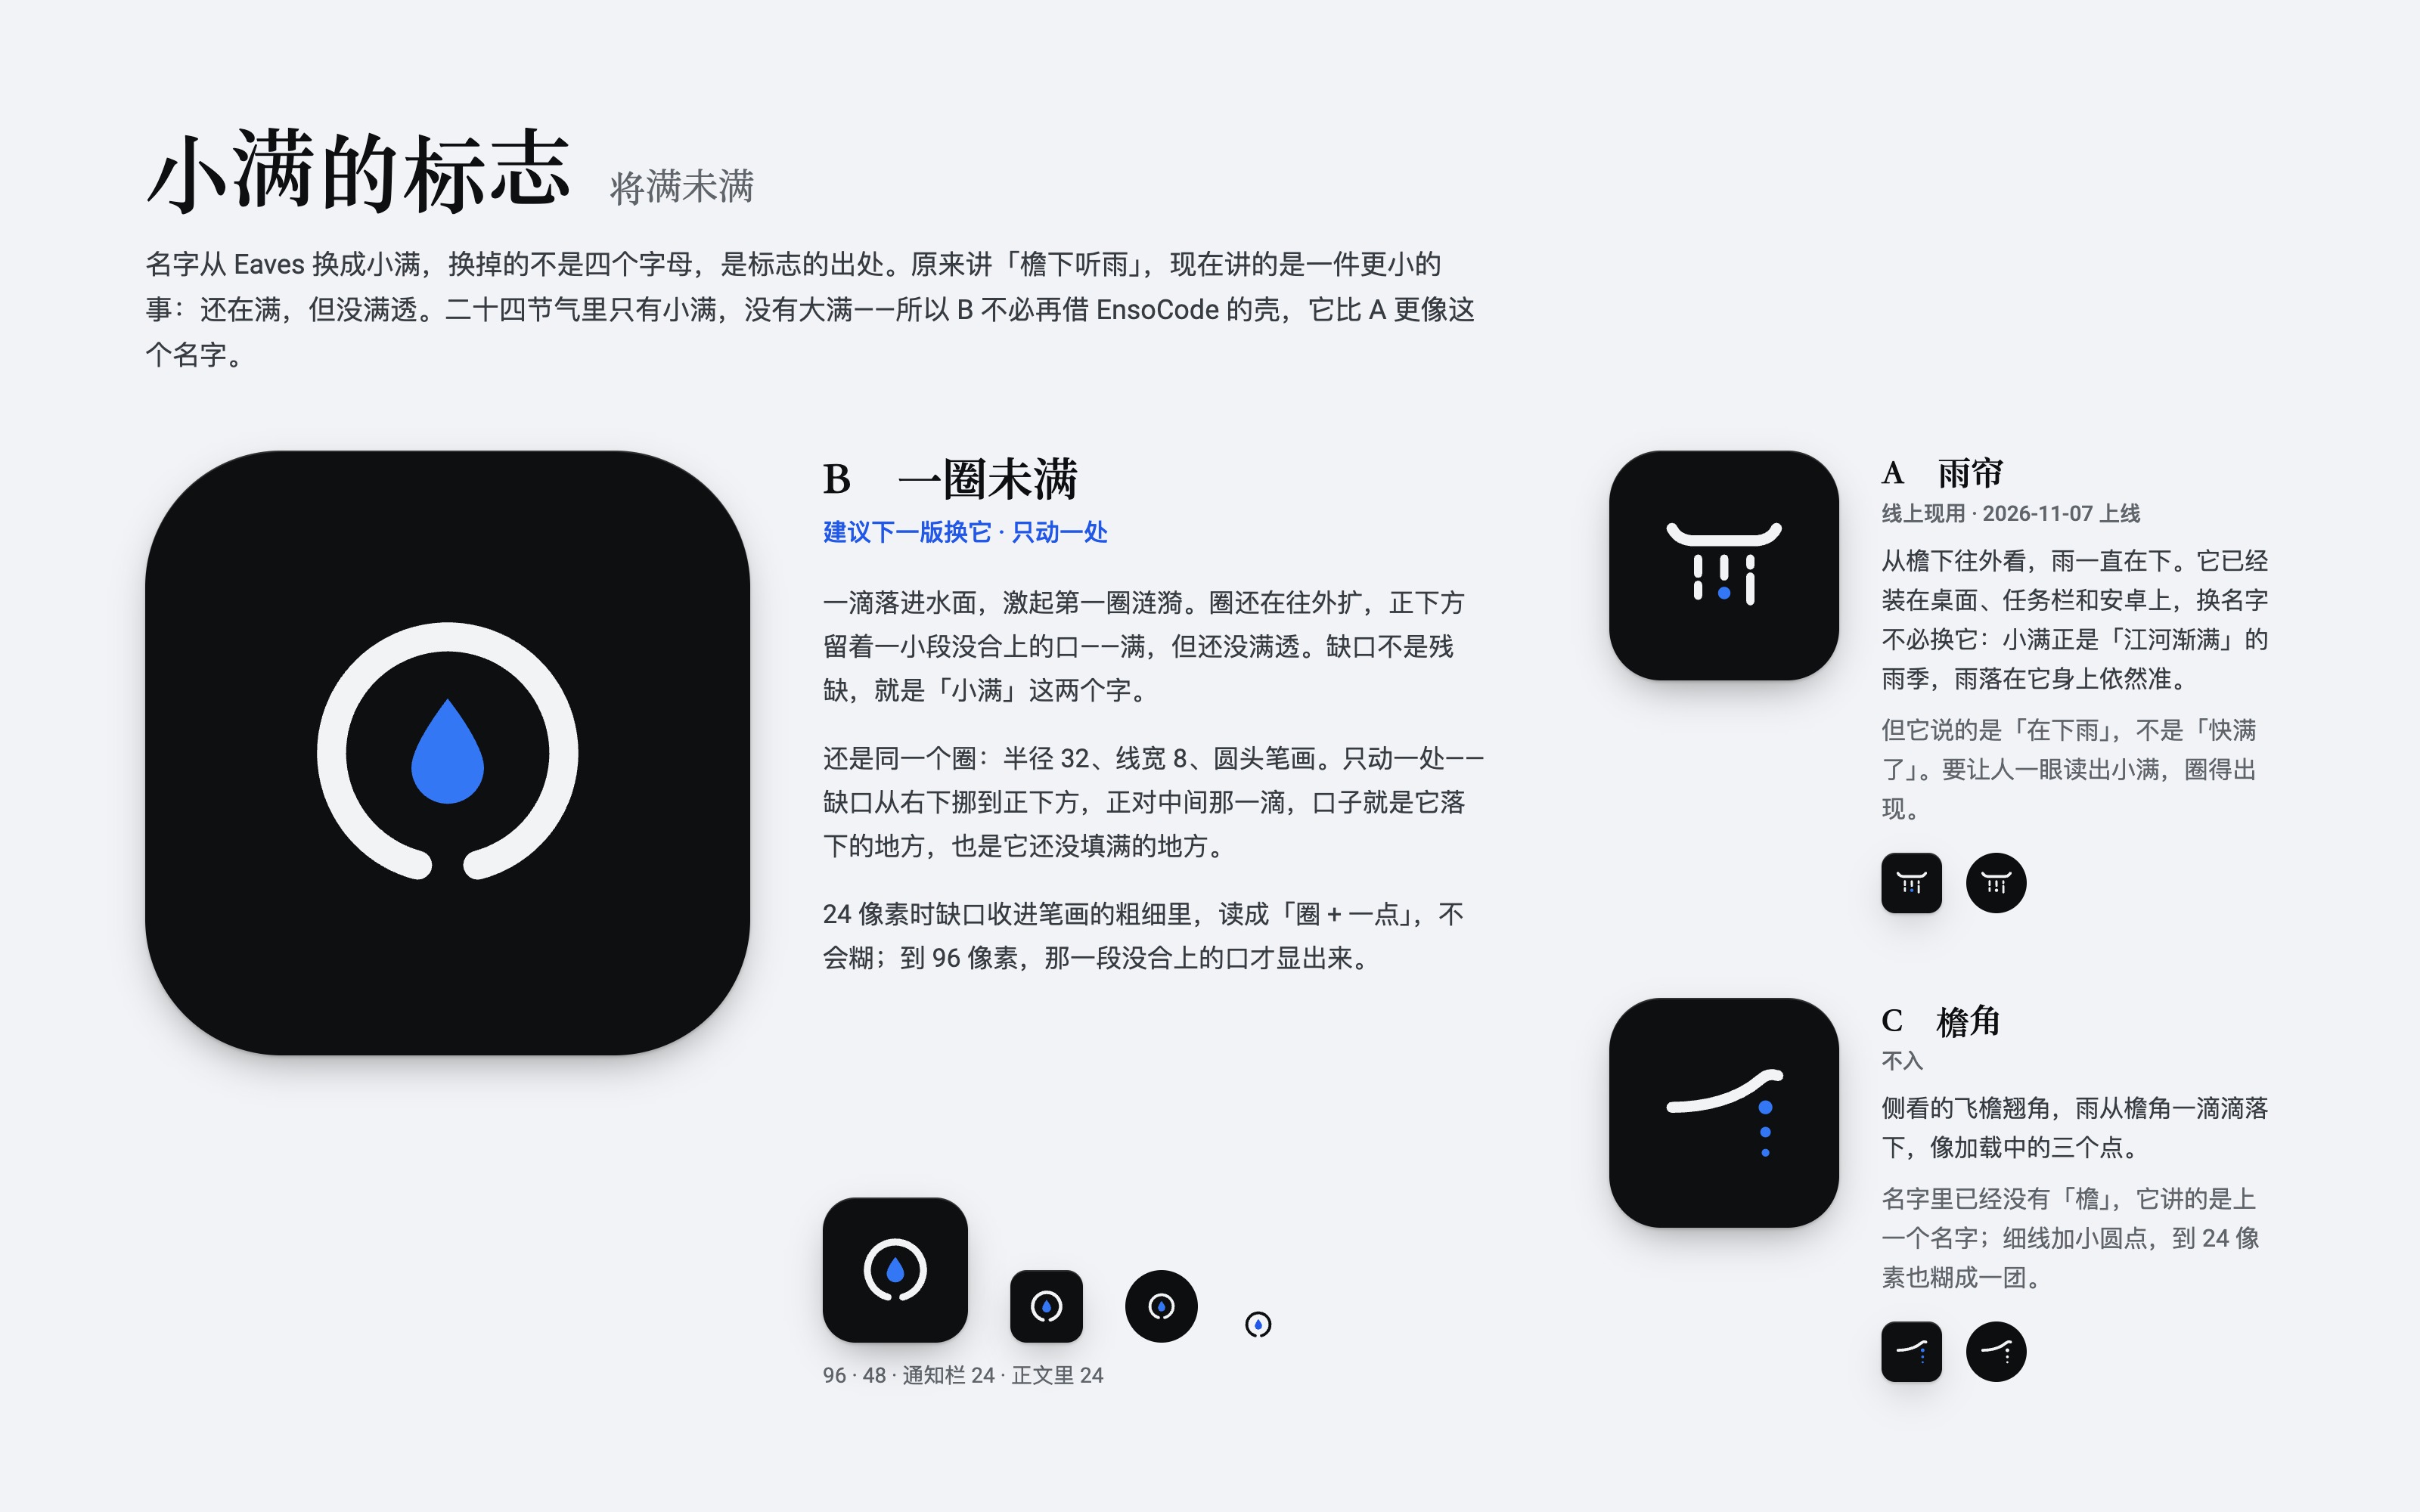 小满的标志 将满未满
名字从 Eaves 换成小满，换掉的不是四个字母，是标志的出处。原来讲「檐下听雨」，现在讲的是一件更小的
事：还在满，但没满透。二十四节气里只有小满，没有大满——所以 B 不必再借 EnsoCode 的壳，它比 A 更像这
个名字。
B 一圈未满
建议下一版换它 · 只动一处
一滴落进水面，激起第一圈涟漪。圈还在往外扩，正下方
留着一小段没合上的口——满，但还没满透。缺口不是残
缺，就是「小满」这两个字。
还是同一个圈：半径 32、线宽 8、圆头笔画。只动一处——
缺口从右下挪到正下方，正对中间那一滴，口子就是它落
下的地方，也是它还没填满的地方。
24 像素时缺口收进笔画的粗细里，读成「圈 + 一点」，不
会糊；到 96 像素，那一段没合上的口才显出来。
96 · 48 · 通知栏 24 · 正文里 24
A 雨帘
线上现用 · 2026-11-07 上线
从檐下往外看，雨一直在下。它已经
装在桌面、任务栏和安卓上，换名字
不必换它：小满正是「江河渐满」的
雨季，雨落在它身上依然准。
但它说的是「在下雨」，不是「快满
了」。要让人一眼读出小满，圈得出
现。
C 檐角
不入
侧看的飞檐翘角，雨从檐角一滴滴落
下，像加载中的三个点。
名字里已经没有「檐」，它讲的是上
一个名字；细线加小圆点，到 24 像
素也糊成一团。